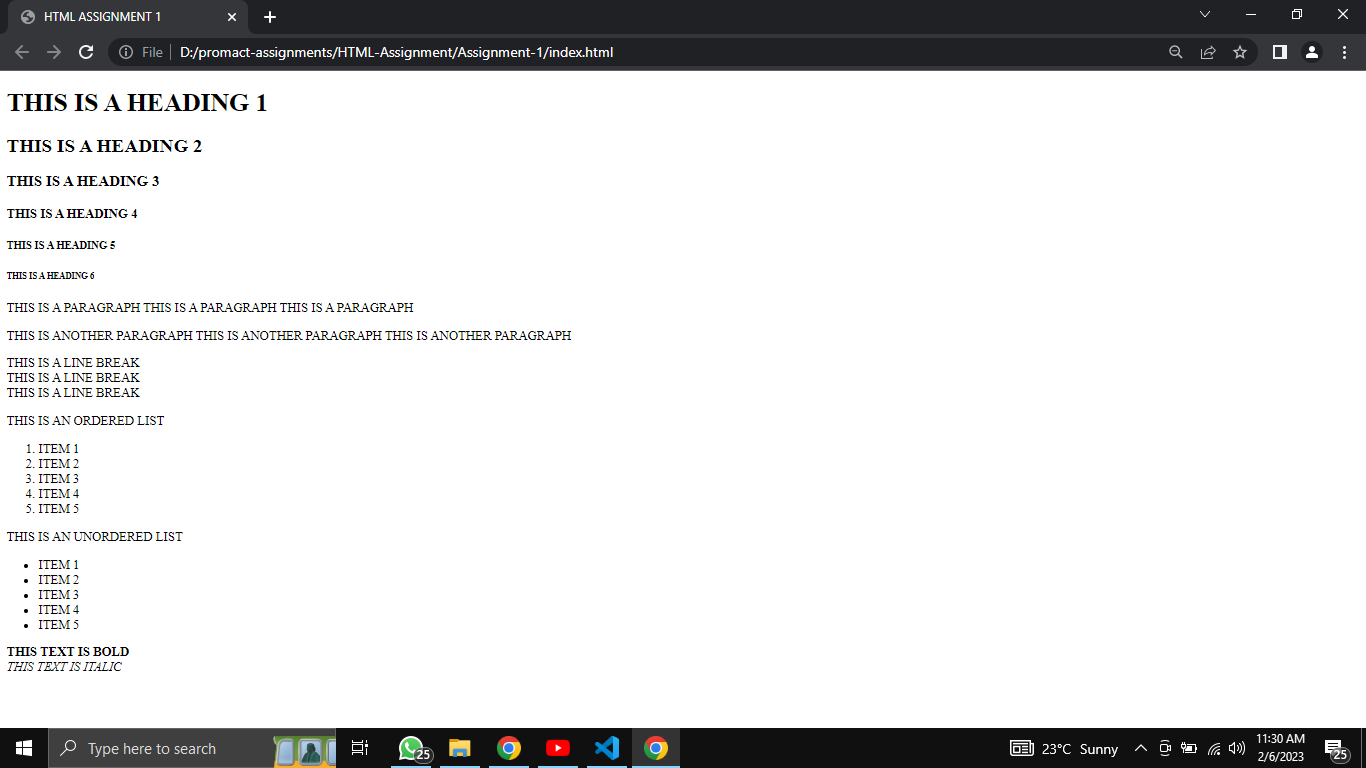 HTML ASSIGNMENT 1
File
D:/promact-assignments/HTML-Assignment/Assignment-1/index.html
THIS IS A HEADING 1
THIS IS A HEADING 2
THIS IS A HEADING 3
THIS IS A HEADING 4
THIS IS A HEADING 5
THIS IS A HEADING 6
THIS IS A PARAGRAPH THIS IS A PARAGRAPH THIS IS A PARAGRAPH
THIS IS ANOTHER PARAGRAPH THIS IS ANOTHER PARAGRAPH THIS IS ANOTHER PARAGRAPH
THIS IS A LINE BREAK
THIS IS A LINE BREAK
THIS IS A LINE BREAK
THIS IS AN ORDERED LIST
1. ITEM 1
2. ITEM 2
3. ITEM 3
4. ITEM 4
5. ITEM 5
THIS IS AN UNORDERED LIST
• ITEM 1
• ITEM 2
• ITEM 3
• ITEM 4
• ITEM 5
THIS TEXT IS BOLD
THIS TEXT IS ITALIC
Type here to search
25
23°C Sunny
11:30 AM
2/6/2023
25